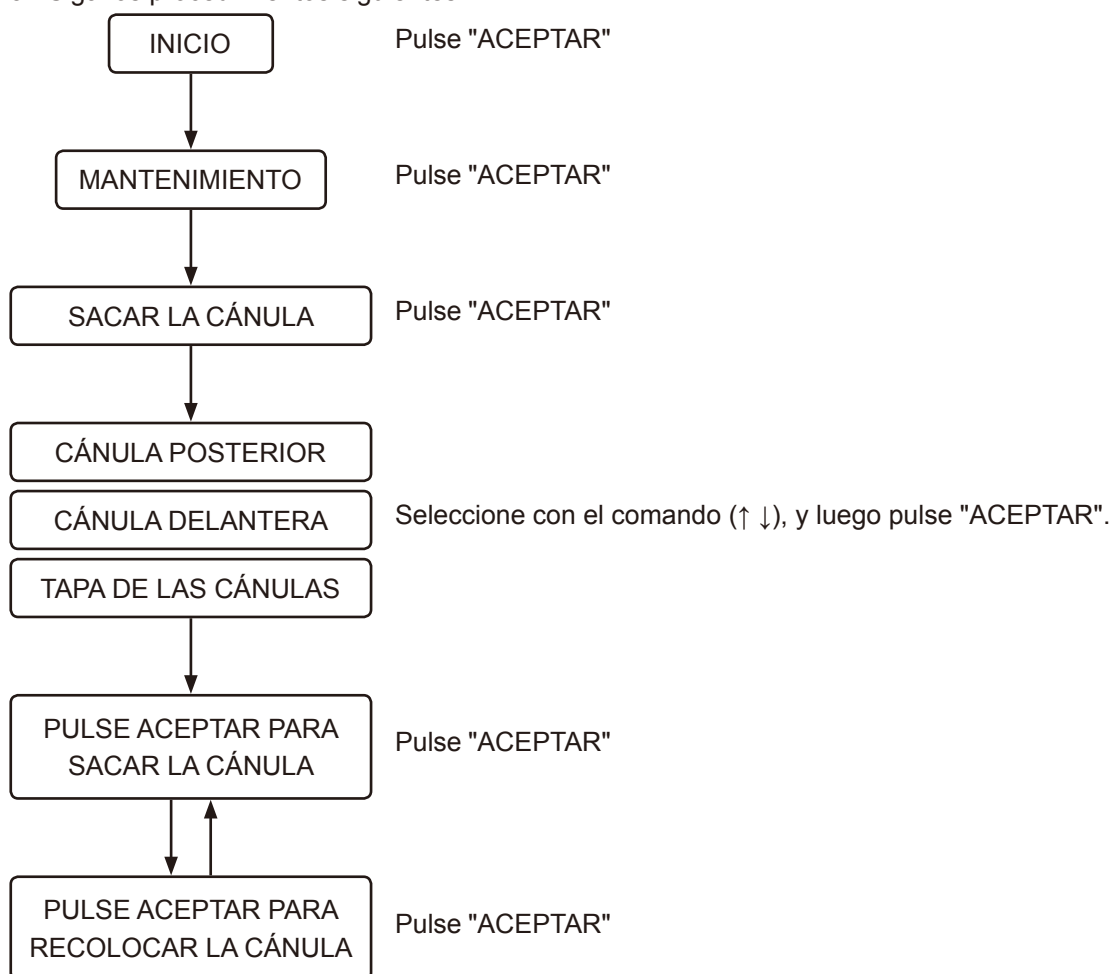 INICIO
Pulse "ACEPTAR"
MANTENIMIENTO
Pulse "ACEPTAR"
SACAR LA CÁNULA
Pulse "ACEPTAR"
CÁNULA POSTERIOR
CÁNULA DELANTERA
Seleccione con el comando (↑ ↓), y luego pulse "ACEPTAR".
TAPA DE LAS CÁNULAS
PULSE ACEPTAR PARA
SACAR LA CÁNULA
Pulse "ACEPTAR"
PULSE ACEPTAR PARA
RECOLOCAR LA CÁNULA
Pulse "ACEPTAR"